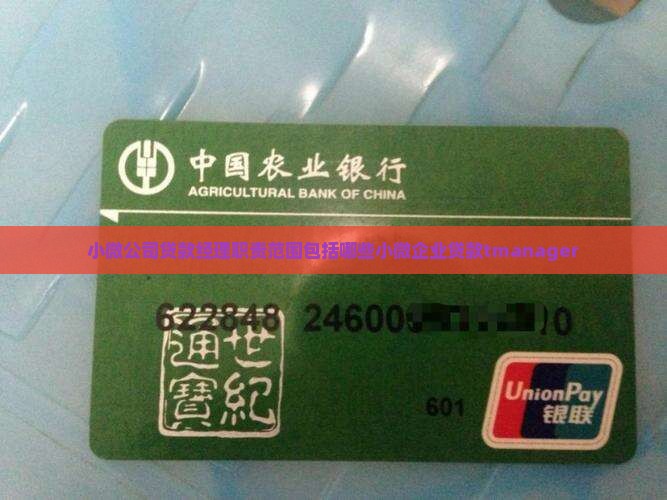 中国农业银行
AGRICULTURAL BANK OF CHINA
小微公司贷款经理职责范围包括哪些小微企业贷款tmanager
622848 24600
世紀
通寶
601
UnionPay
银联